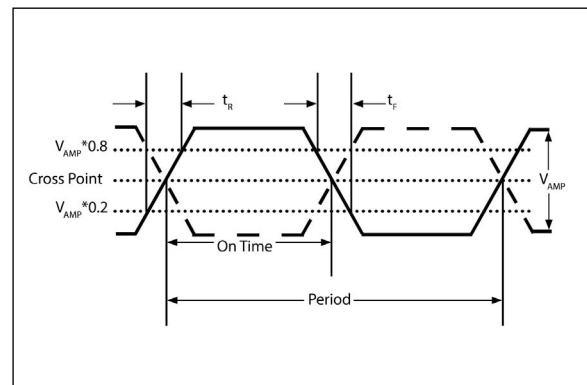 t_R
t_F
V_AMP*0.8
Cross Point
V_AMP
V_AMP*0.2
On Time
Period